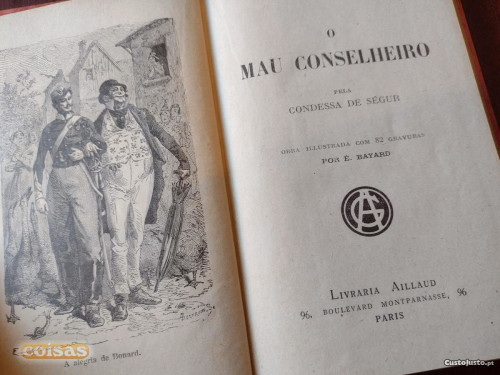 A alegria de Bonard.
coisas
O
MAU CONSELHEIRO
PELA
CONDESSA DE SÉGUR
OBRA ILLUSTRADA COM 82 GRAVURAS
POR É. BAYARD
LIVRARIA AILLAUD
96, BOULEVARD MONTPARNASSE, 96
PARIS
CustoJusto.pt